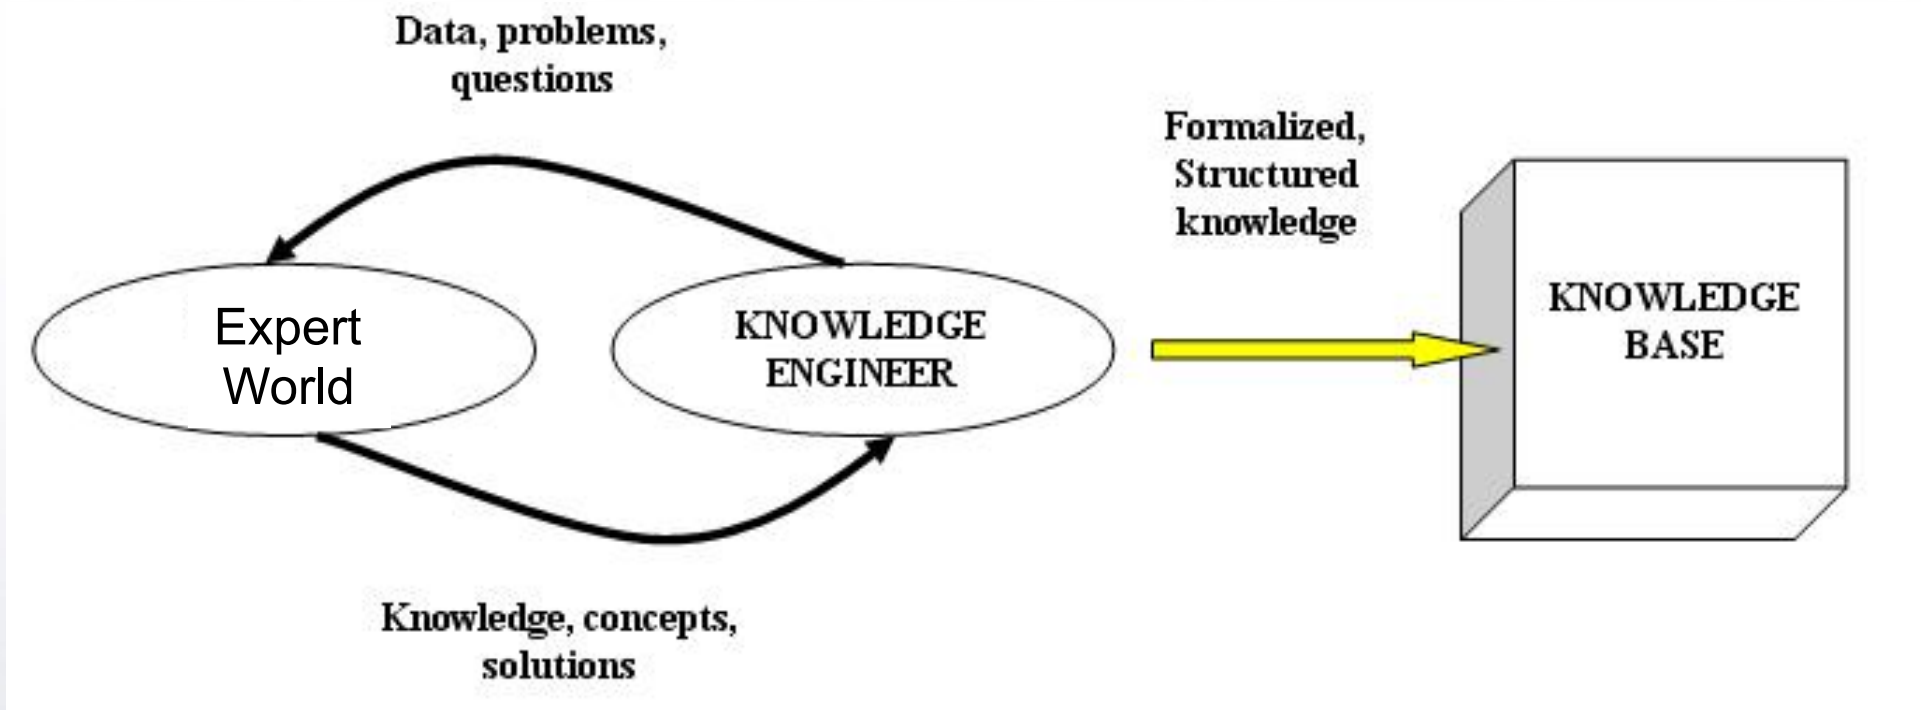 Data, problems,
questions
Formalized,
Structured
knowledge
Expert
World
KNOWLEDGE
ENGINEER
KNOWLEDGE
BASE
Knowledge, concepts,
solutions